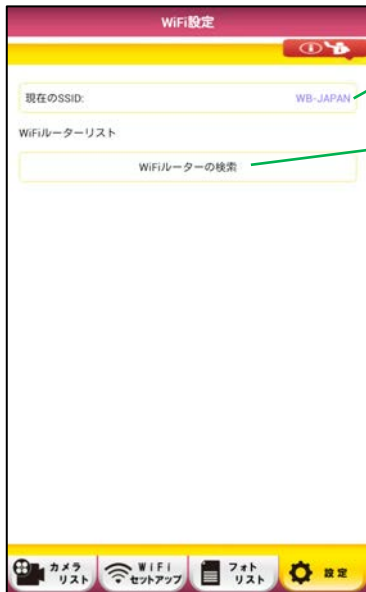 WiFi設定
現在のSSID: WB-JAPAN
WiFiルーターリスト
WiFiルーターの検索
カメラ
リスト
WiFi
セットアップ
フォト
リスト
設定